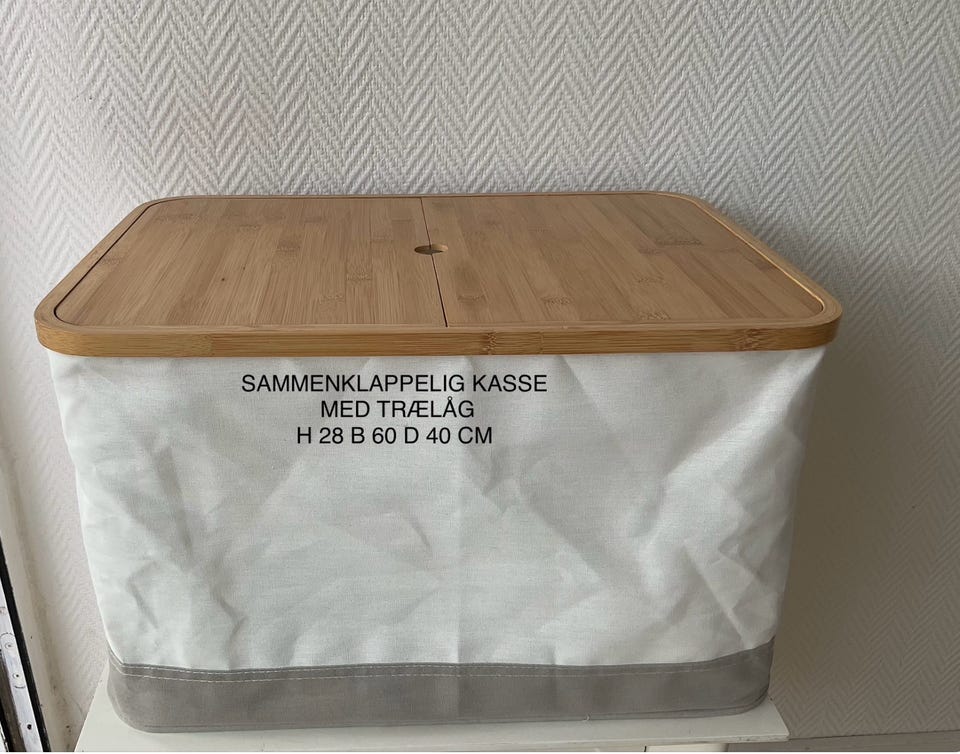 SAMMENKLAPPELIG KASSE
MED TRÆLÅG
H 28 B 60 D 40 CM